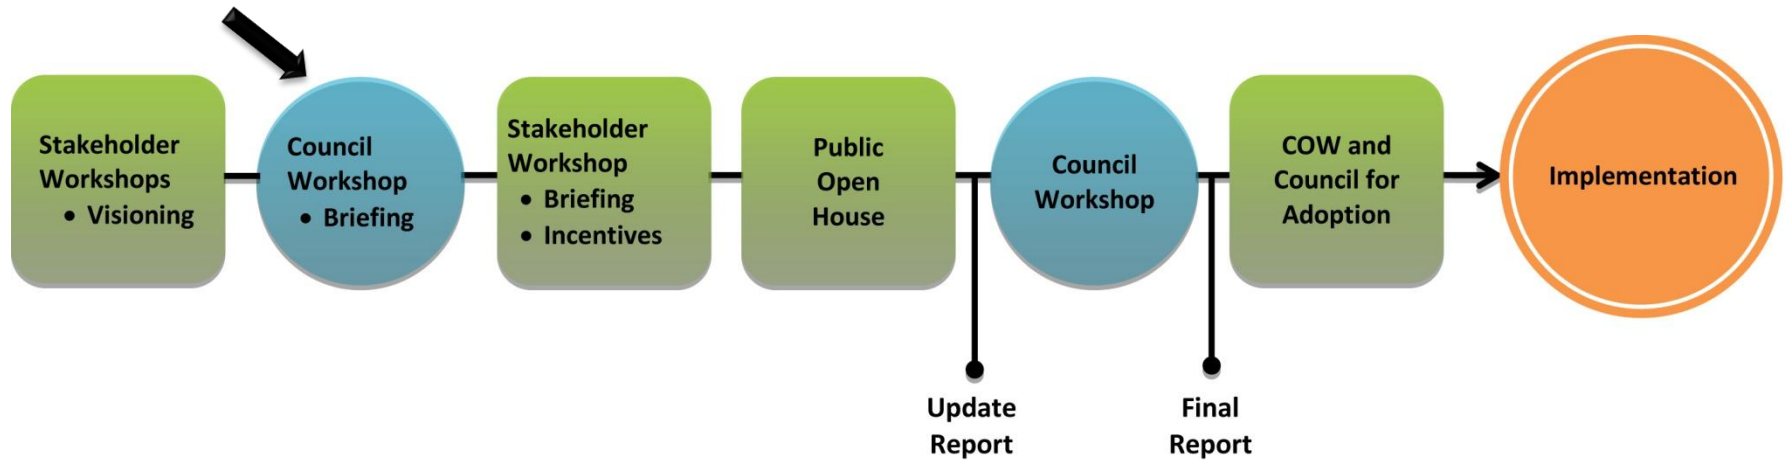 Stakeholder
Workshops
• Visioning
Council
Workshop
• Briefing
Stakeholder
Workshop
• Briefing
• Incentives
Public
Open
House
Update
Report
Council
Workshop
Final
Report
COW and
Council for
Adoption
Implementation